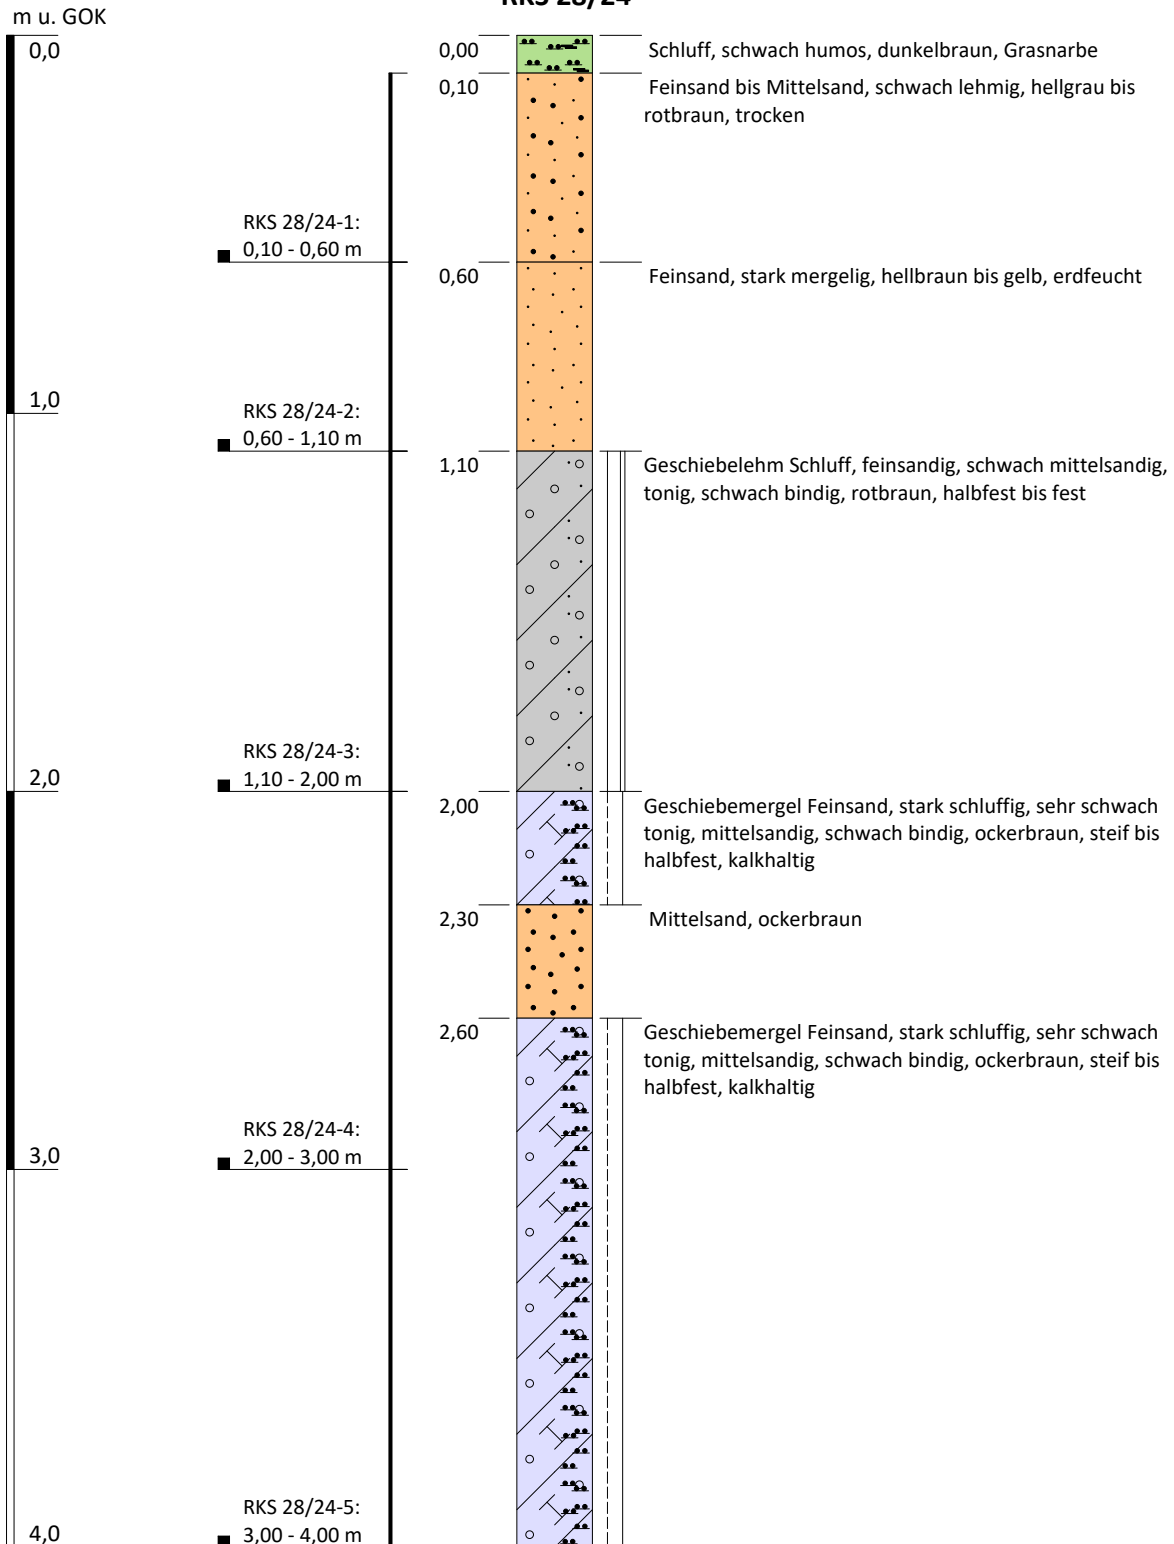 RKS 28/24
m u. GOK
0,0
0,00
Schluff, schwach humos, dunkelbraun, Grasnarbe
0,10
Feinsand bis Mittelsand, schwach lehmig, hellgrau bis
rotbraun, trocken
RKS 28/24-1:
0,10 - 0,60 m
0,60
Feinsand, stark mergelig, hellbraun bis gelb, erdfeucht
1,0
RKS 28/24-2:
0,60 - 1,10 m
1,10
Geschiebelehm Schluff, feinsandig, schwach mittelsandig,
tonig, schwach bindig, rotbraun, halbfest bis fest
2,0
RKS 28/24-3:
1,10 - 2,00 m
2,00
Geschiebemergel Feinsand, stark schluffig, sehr schwach
tonig, mittelsandig, schwach bindig, ockerbraun, steif bis
halbfest, kalkhaltig
2,30
Mittelsand, ockerbraun
2,60
Geschiebemergel Feinsand, stark schluffig, sehr schwach
tonig, mittelsandig, schwach bindig, ockerbraun, steif bis
halbfest, kalkhaltig
3,0
RKS 28/24-4:
2,00 - 3,00 m
4,0
RKS 28/24-5:
3,00 - 4,00 m